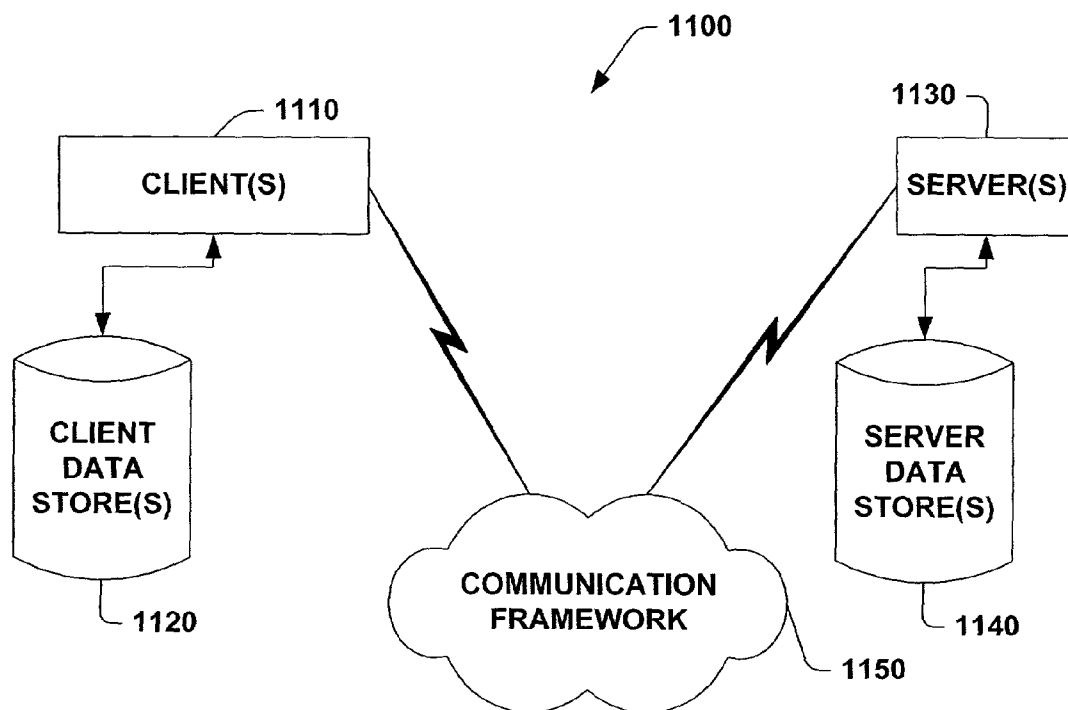 1100
1110
1130
CLIENT(S)
SERVER(S)
CLIENT
DATA
STORE(S)
SERVER
DATA
STORE(S)
COMMUNICATION
FRAMEWORK
1120
1140
1150